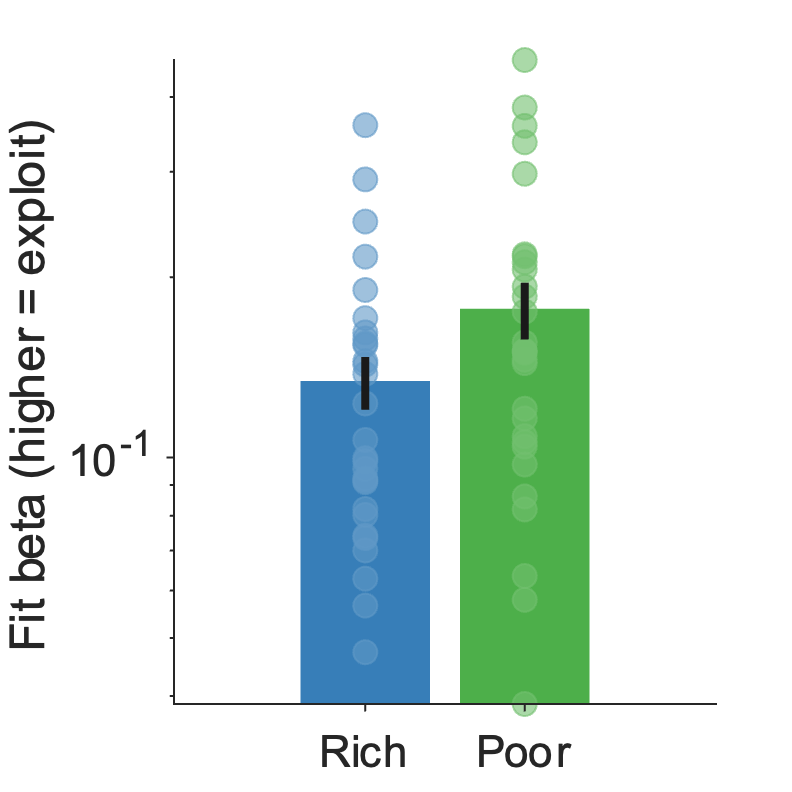 Fit beta (higher = exploit)
10-1
Rich
Poor